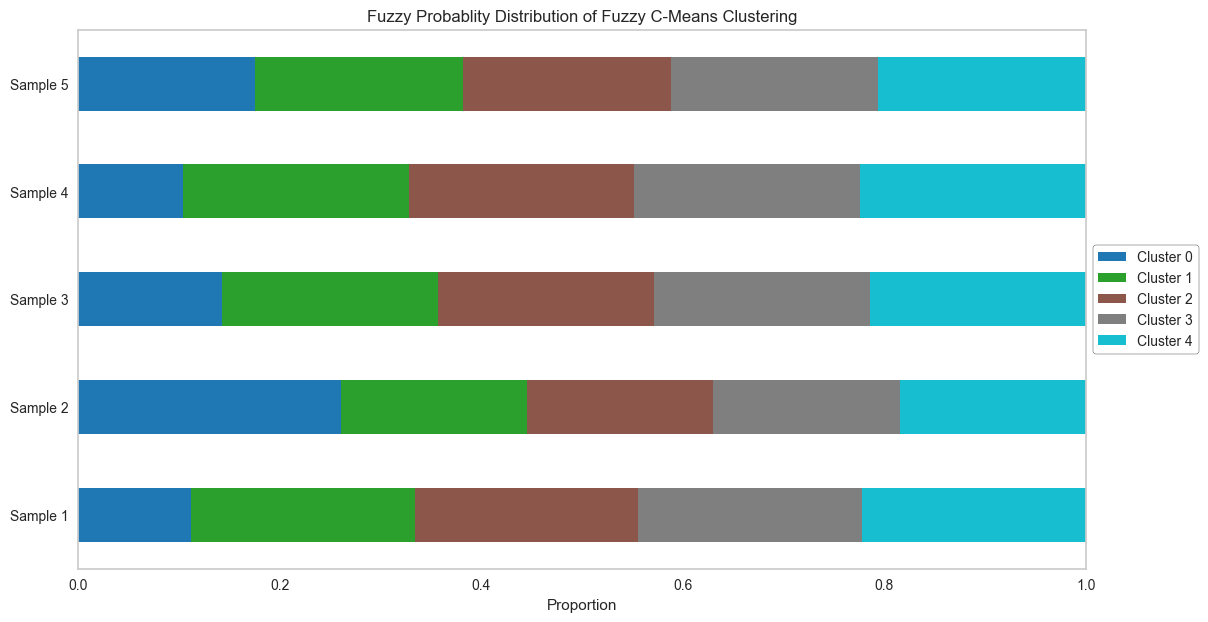 Fuzzy Probablity Distribution of Fuzzy C-Means Clustering
Sample 5
Sample 4
Sample 3
Sample 2
Sample 1
0.0
0.2
0.4
0.6
0.8
1.0
Proportion
Cluster 0
Cluster 1
Cluster 2
Cluster 3
Cluster 4